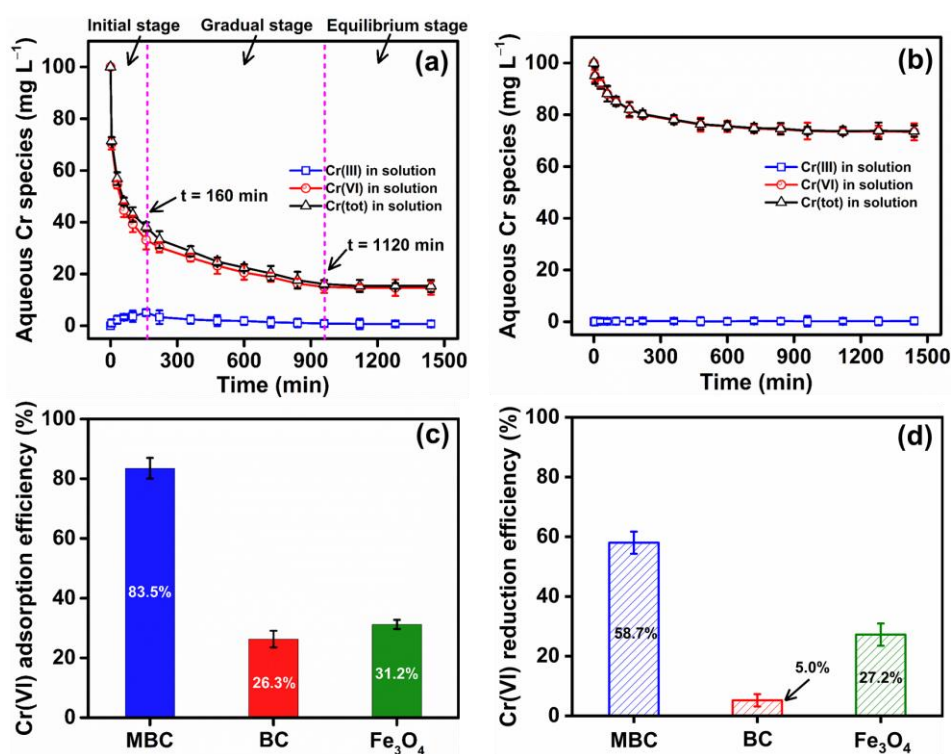 Initial stage Gradual stage Equilibrium stage
(a)
Aqueous Cr species (mg L⁻¹)
100
80
60
40
20
0
Cr(III) in solution
Cr(VI) in solution
Cr(tot) in solution
t = 160 min
t = 1120 min
0 300 600 900 1200 1500
Time (min)
(b)
Aqueous Cr species (mg L⁻¹)
100
80
60
40
20
0
Cr(III) in solution
Cr(VI) in solution
Cr(tot) in solution
0 300 600 900 1200 1500
Time (min)
(c)
Cr(VI) adsorption efficiency (%)
100
80
60
40
20
0
83.5%
26.3%
31.2%
MBC BC Fe₃O₄
(d)
Cr(VI) reduction efficiency (%)
100
80
60
40
20
0
58.7%
5.0%
27.2%
MBC BC Fe₃O₄